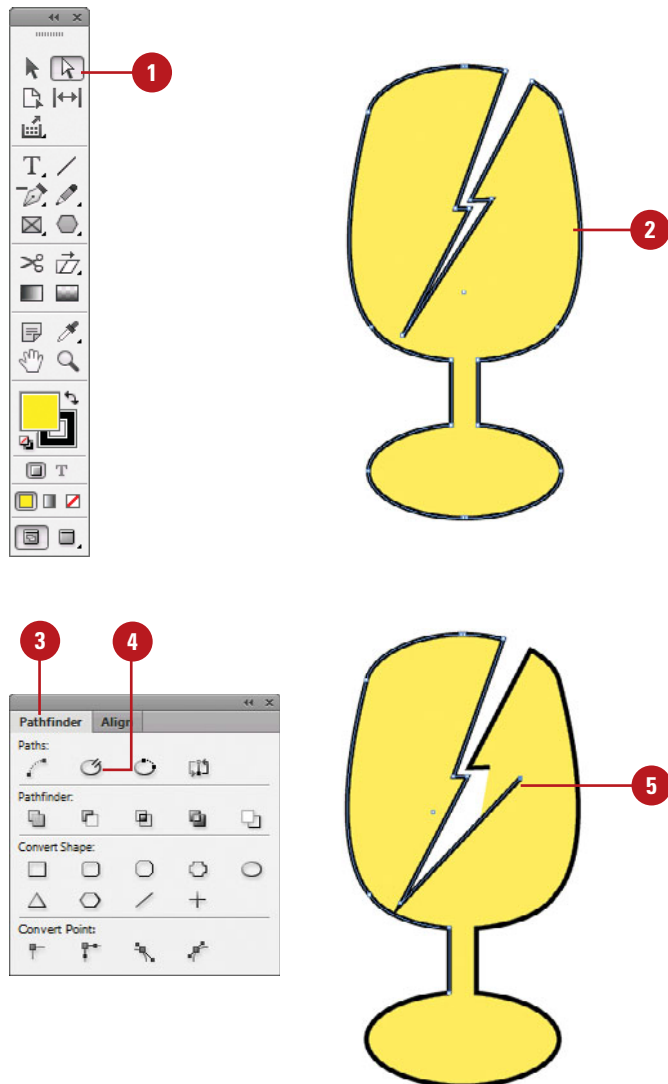 1
T
T
2
3
4
Pathfinder Align
Paths:
Pathfinder:
Convert Shape:
Convert Point:
5